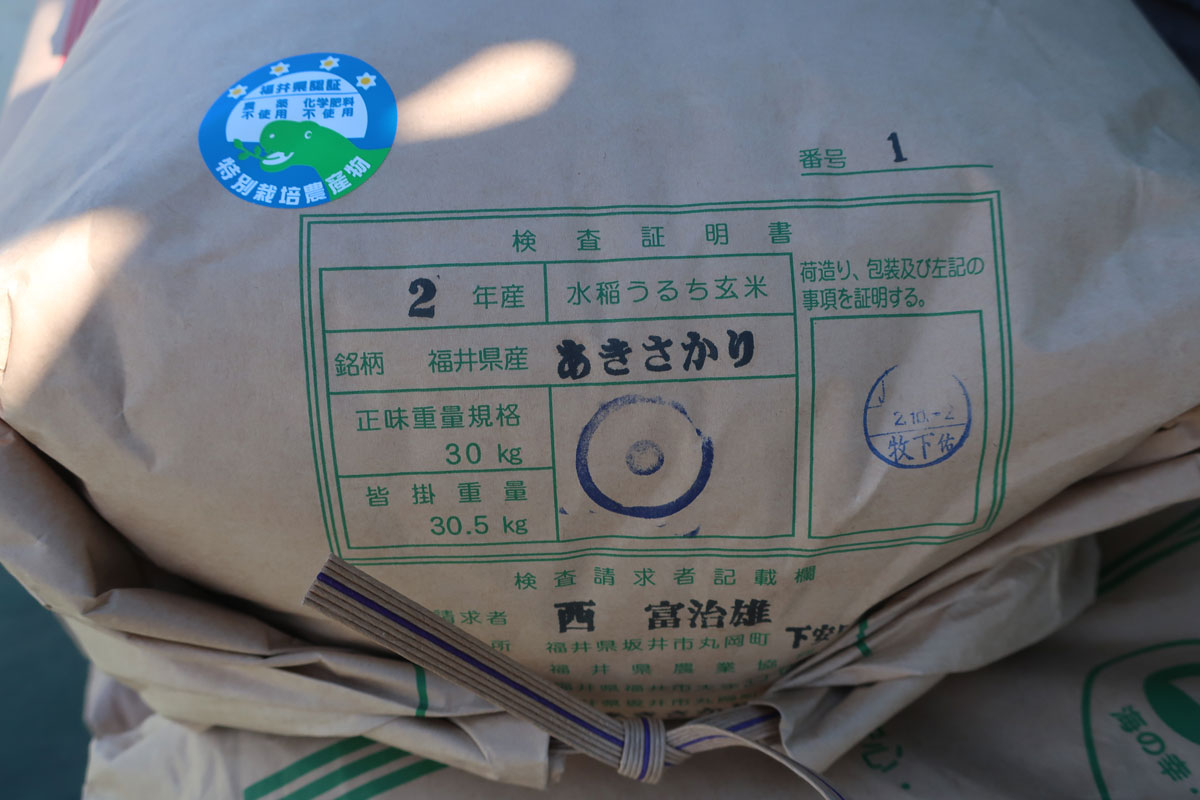 福井県認証
農薬 化学肥料
不使用 不使用
特別栽培農産物
番号 1
検査証明書
2 年産 水稲うるち玄米
銘柄 福井県産 あきさかり
正味重量規格
30 kg
皆掛重量
30.5 kg
荷造り、包装及び左記の
事項を証明する。
2.10.-2
牧下佑
検査請求者記載欄
請求者 西 富治雄
所 福井県坂井市丸岡町 下安
福井県農業協
海の幸・
心・